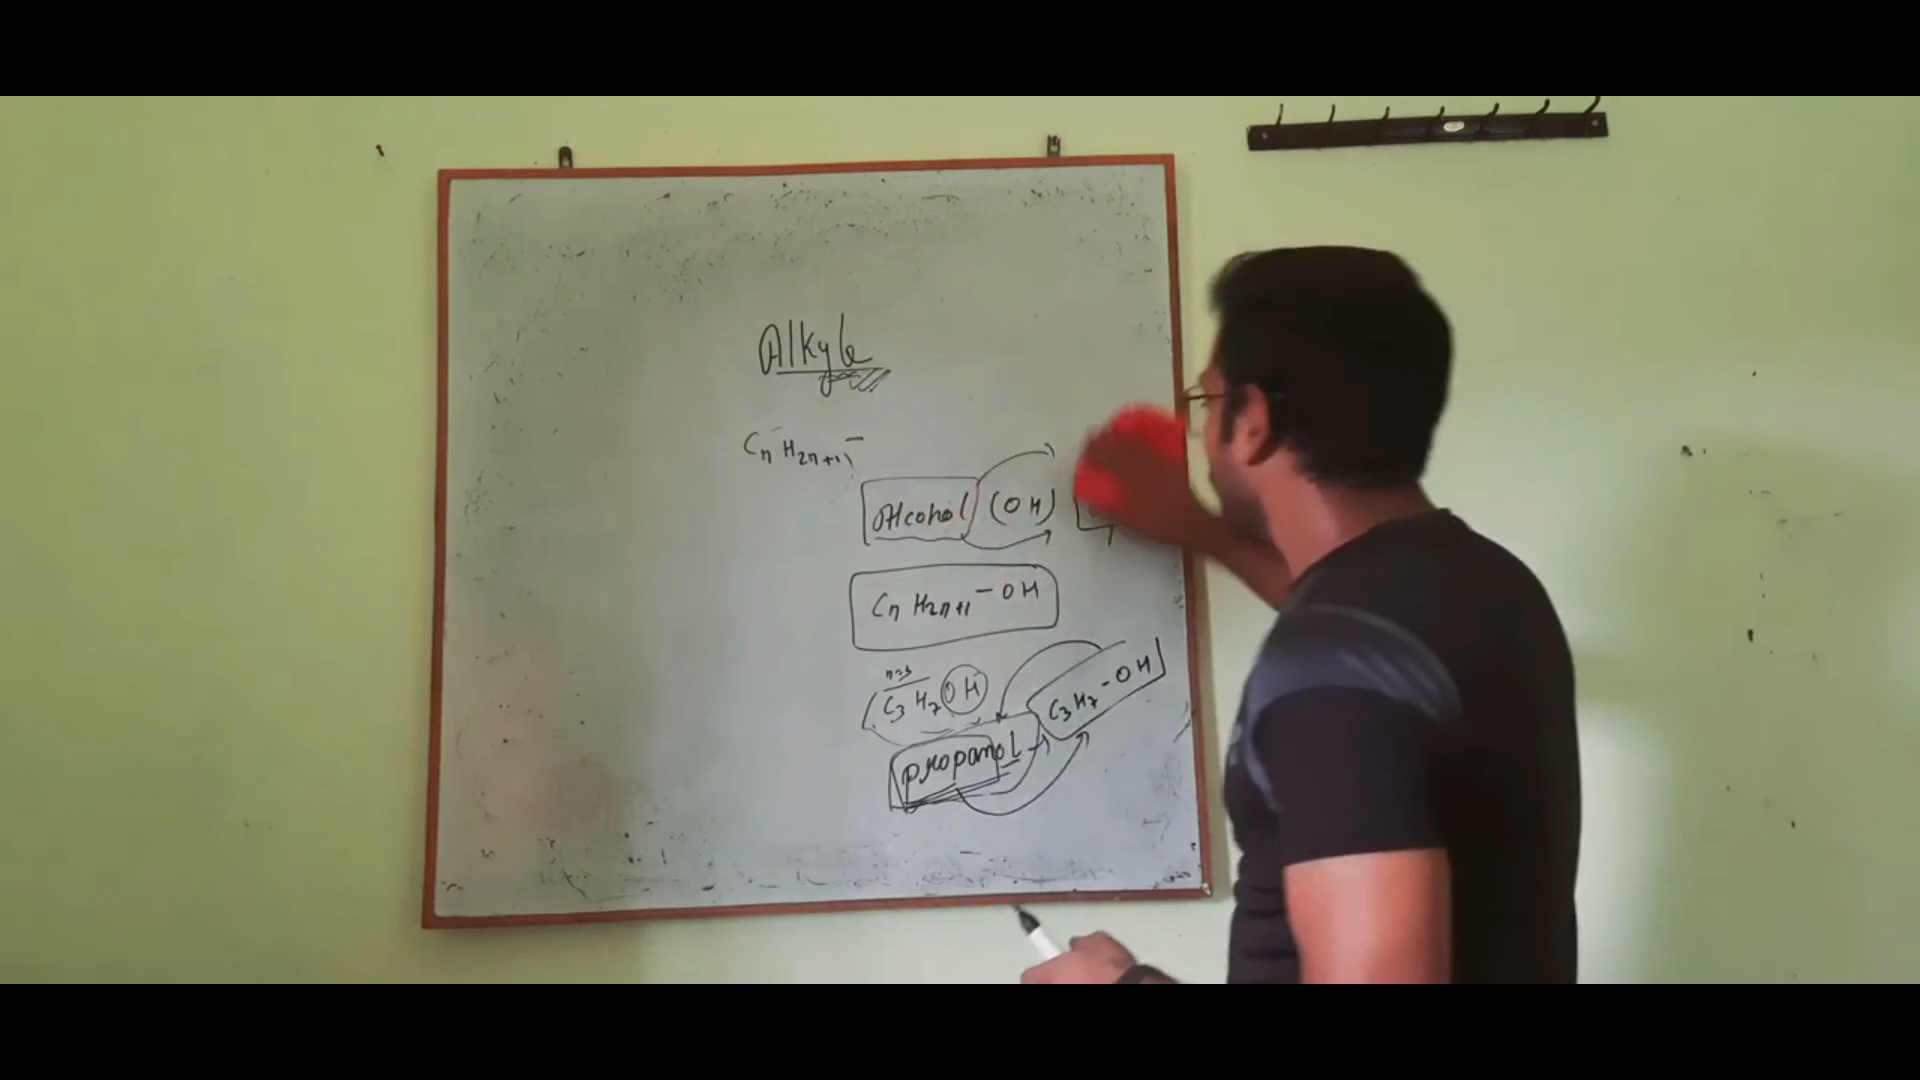 Alkyle
CnH2n+1-
Alcohol (OH)
CnH2n+1-OH
n=3
C3H7OH
C3H7-OH
propanol